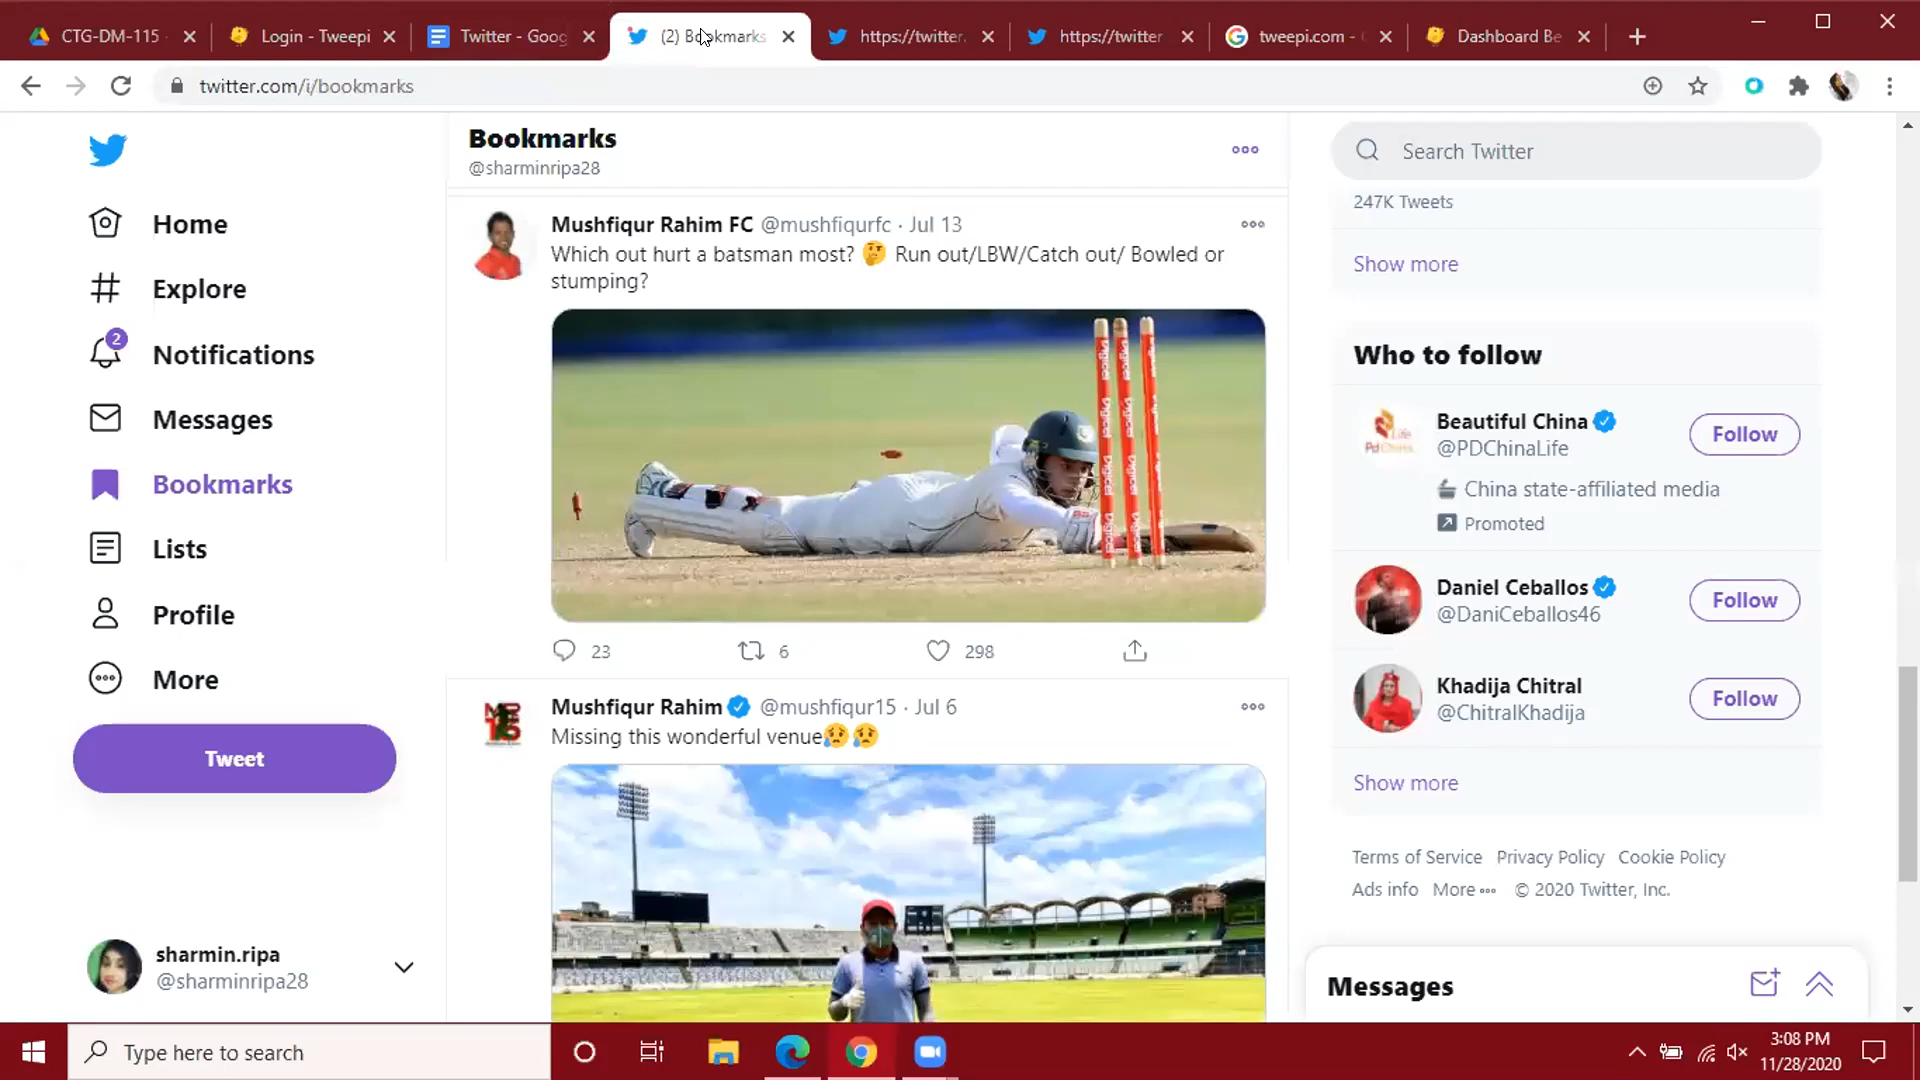 CTG-DM-115
Login - Tweepi
Twitter - Goog
(2) Bookmarks
https://twitter.
https://twitter
tweepi.com -
Dashboard Be
twitter.com/i/bookmarks
Bookmarks
@sharminripa28
Search Twitter
247K Tweets
Show more
Home
Explore
2
Notifications
Messages
Bookmarks
Lists
Profile
More
Tweet
sharmin.ripa
@sharminripa28
Mushfiqur Rahim FC @mushfiqurfc · Jul 13
Which out hurt a batsman most? 🤔 Run out/LBW/Catch out/ Bowled or
stumping?
Digicel
Digicel
Digicel
23
6
298
Mushfiqur Rahim @mushfiqur15 · Jul 6
Missing this wonderful venue😥😥
Who to follow
Beautiful China
@PDChinaLife
Follow
China state-affiliated media
Promoted
Daniel Ceballos
@DaniCeballos46
Follow
Khadija Chitral
@ChitralKhadija
Follow
Show more
Terms of Service Privacy Policy Cookie Policy
Ads info More © 2020 Twitter, Inc.
Messages
Type here to search
3:08 PM
11/28/2020